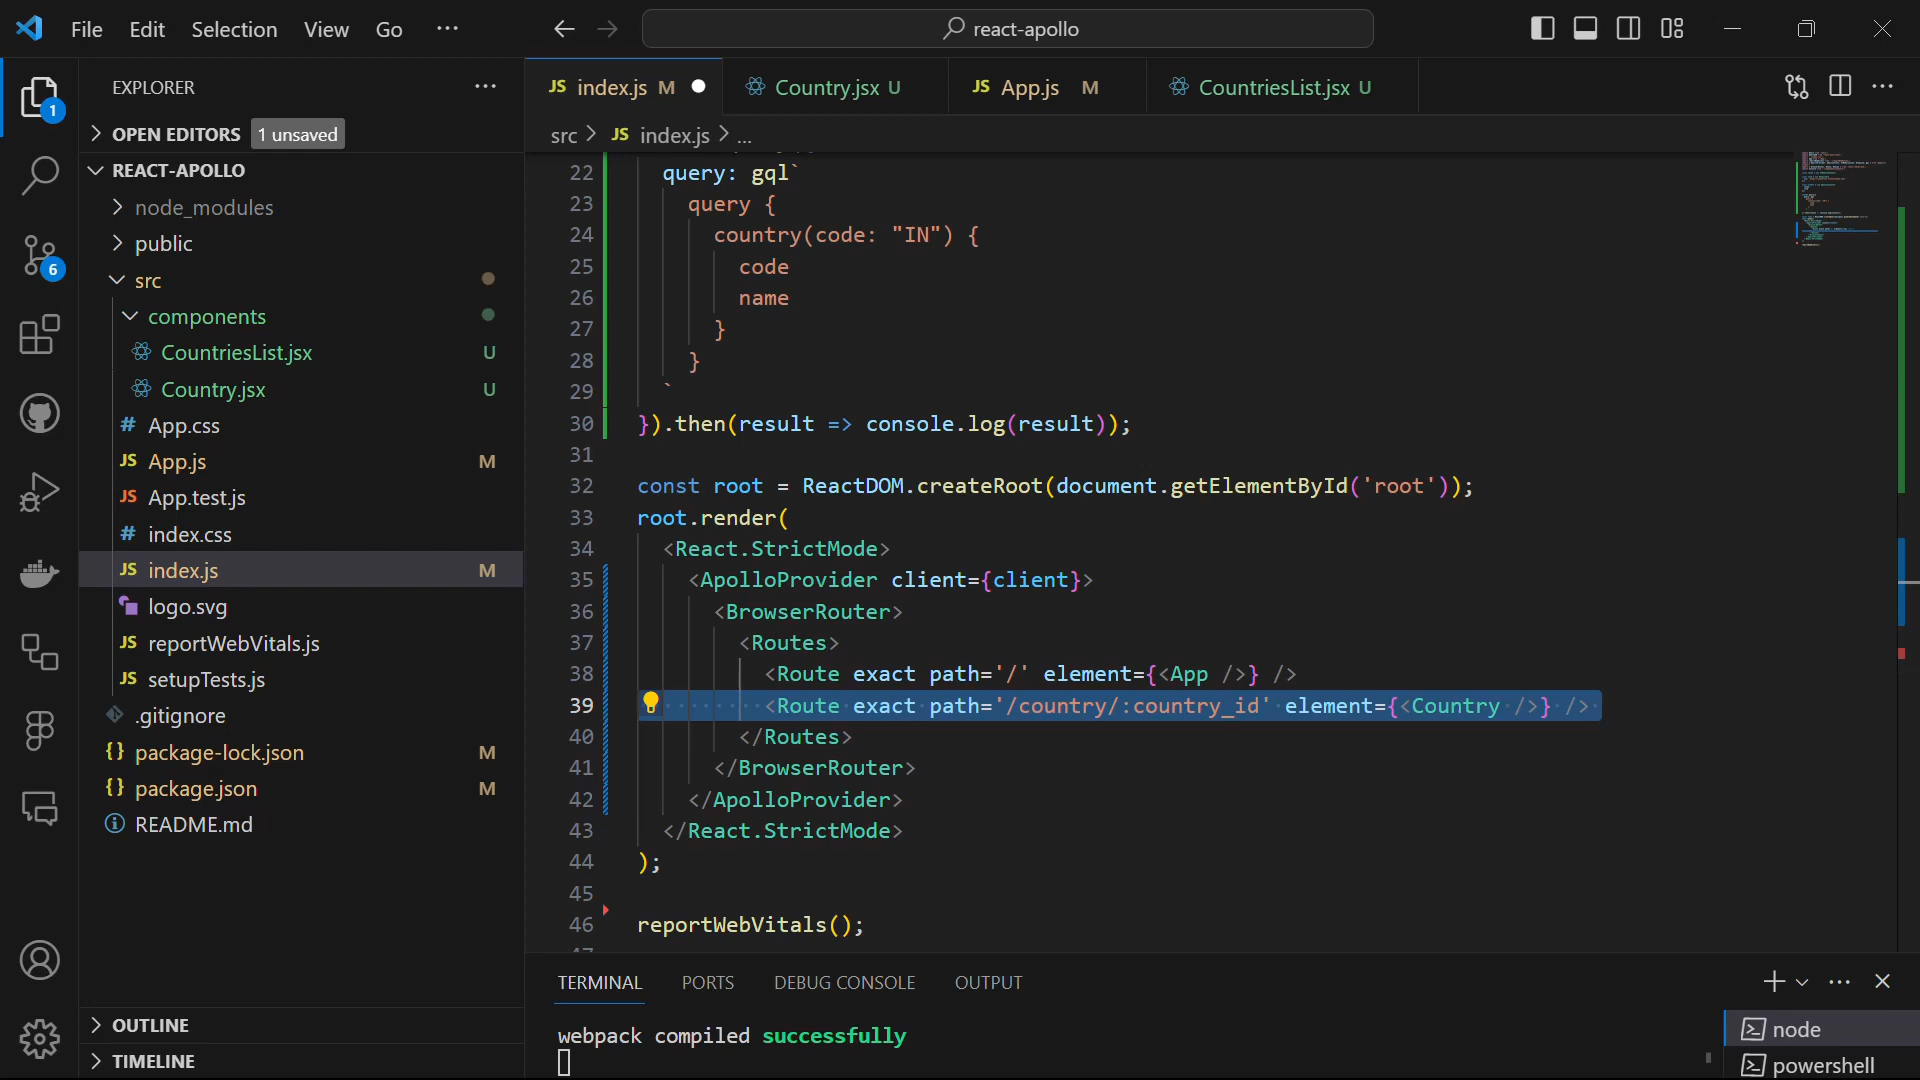 File Edit Selection View Go ···
react-apollo
EXPLORER
OPEN EDITORS 1 unsaved
REACT-APOLLO
node_modules
public
src
components
CountriesList.jsx U
Country.jsx U
# App.css
JS App.js M
JS App.test.js
# index.css
JS index.js M
logo.svg
JS reportWebVitals.js
JS setupTests.js
.gitignore
{} package-lock.json M
{} package.json M
README.md
OUTLINE
TIMELINE
1
6
JS index.js M
Country.jsx U
JS App.js M
CountriesList.jsx U
src > JS index.js > ...
22 query: gql`
23 query {
24 country(code: "IN") {
25 code
26 name
27 }
28 }
29 `
30 }).then(result => console.log(result));
31
32 const root = ReactDOM.createRoot(document.getElementById('root'));
33 root.render(
34 <React.StrictMode>
35 <ApolloProvider client={client}>
36 <BrowserRouter>
37 <Routes>
38 <Route exact path='/' element={<App />} />
39 <Route exact path='/country/:country_id' element={<Country />} />
40 </Routes>
41 </BrowserRouter>
42 </ApolloProvider>
43 </React.StrictMode>
44 );
45
46 reportWebVitals();
TERMINAL PORTS DEBUG CONSOLE OUTPUT
webpack compiled successfully
node
powershell